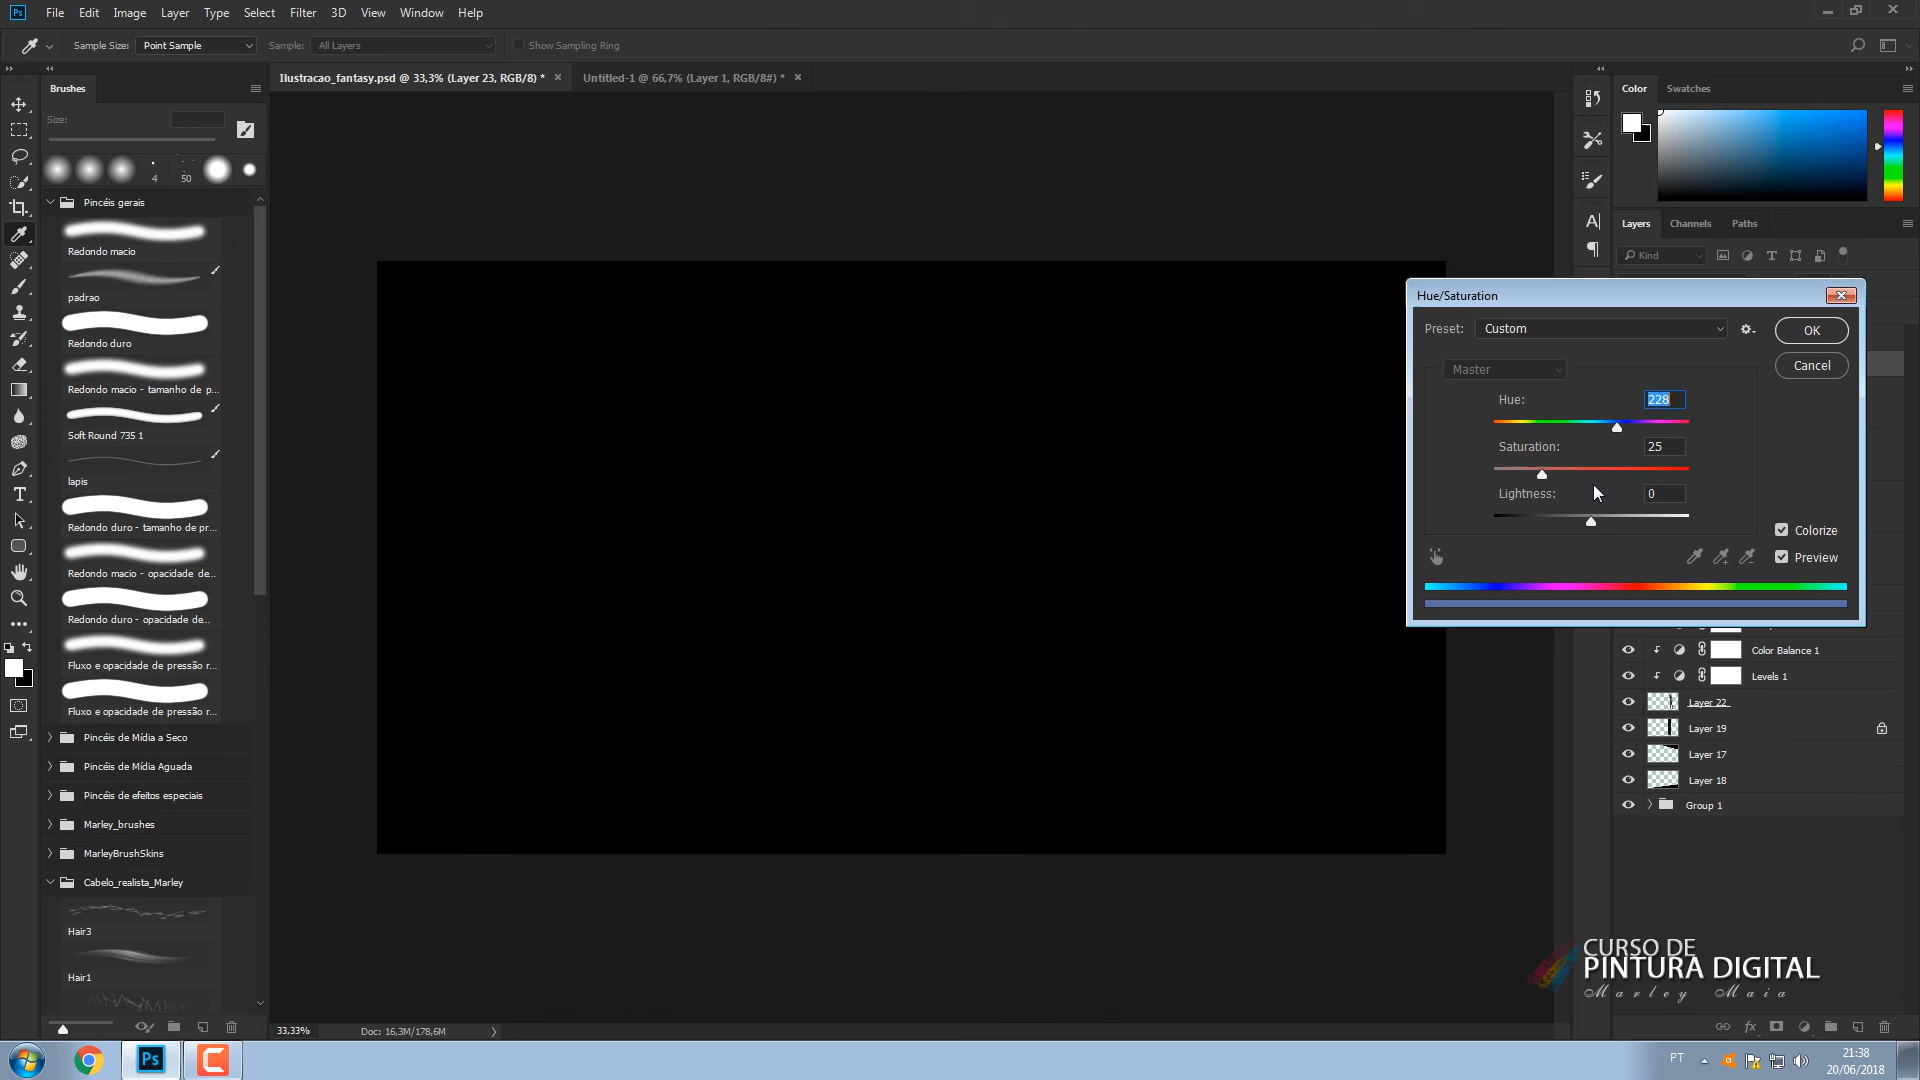 Ps File Edit Image Layer Type Select Filter 3D View Window Help
Sample Size: Point Sample Sample: All Layers Show Sampling Ring
Ilustracao_fantasy.psd @ 33,3% (Layer 23, RGB/8) * Untitled-1 @ 66,7% (Layer 1, RGB/8#) *
Brushes
Size:
4 50
Pincéis gerais
Redondo macio
padrao
Redondo duro
Redondo macio - tamanho de p...
Soft Round 735 1
lapis
Redondo duro - tamanho de pr...
Redondo macio - opacidade de...
Redondo duro - opacidade de...
Fluxo e opacidade de pressão r...
Fluxo e opacidade de pressão r...
Pincéis de Mídia a Seco
Pincéis de Mídia Aguada
Pincéis de efeitos especiais
Marley_brushes
MarleyBrushSkins
Cabelo_realista_Marley
Hair3
Hair1
33,33% Doc: 16,3M/178,6M
Color Swatches
Layers Channels Paths
Kind
Hue/Saturation
Preset: Custom
OK
Cancel
Master
Hue: 228
Saturation: 25
Lightness: 0
Colorize
Preview
Color Balance 1
Levels 1
Layer 22
Layer 19
Layer 17
Layer 18
Group 1
CURSO DE
PINTURA DIGITAL
Marley Maia
fx
Ps
PT
21:38
20/06/2018